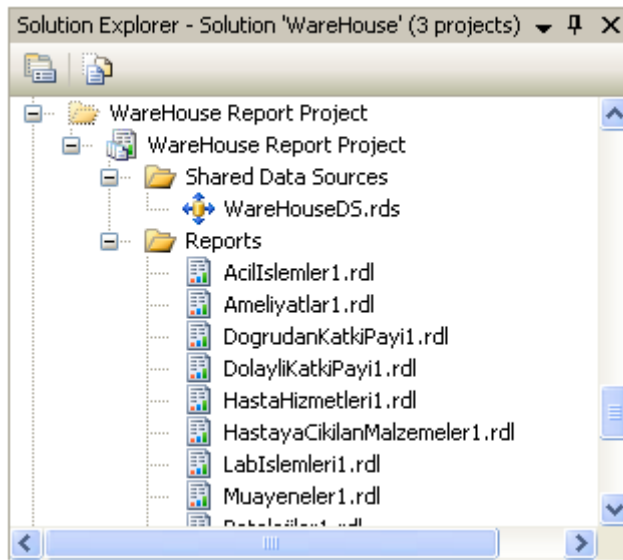 Solution Explorer - Solution 'WareHouse' (3 projects)
WareHouse Report Project
WareHouse Report Project
Shared Data Sources
WareHouseDS.rds
Reports
AcilIslemler1.rdl
Ameliyatlar1.rdl
DogrudanKatkiPayi1.rdl
DolayliKatkiPayi1.rdl
HastaHizmetleri1.rdl
HastayaCikilanMalzemeler1.rdl
LabIslemleri1.rdl
Muayeneler1.rdl